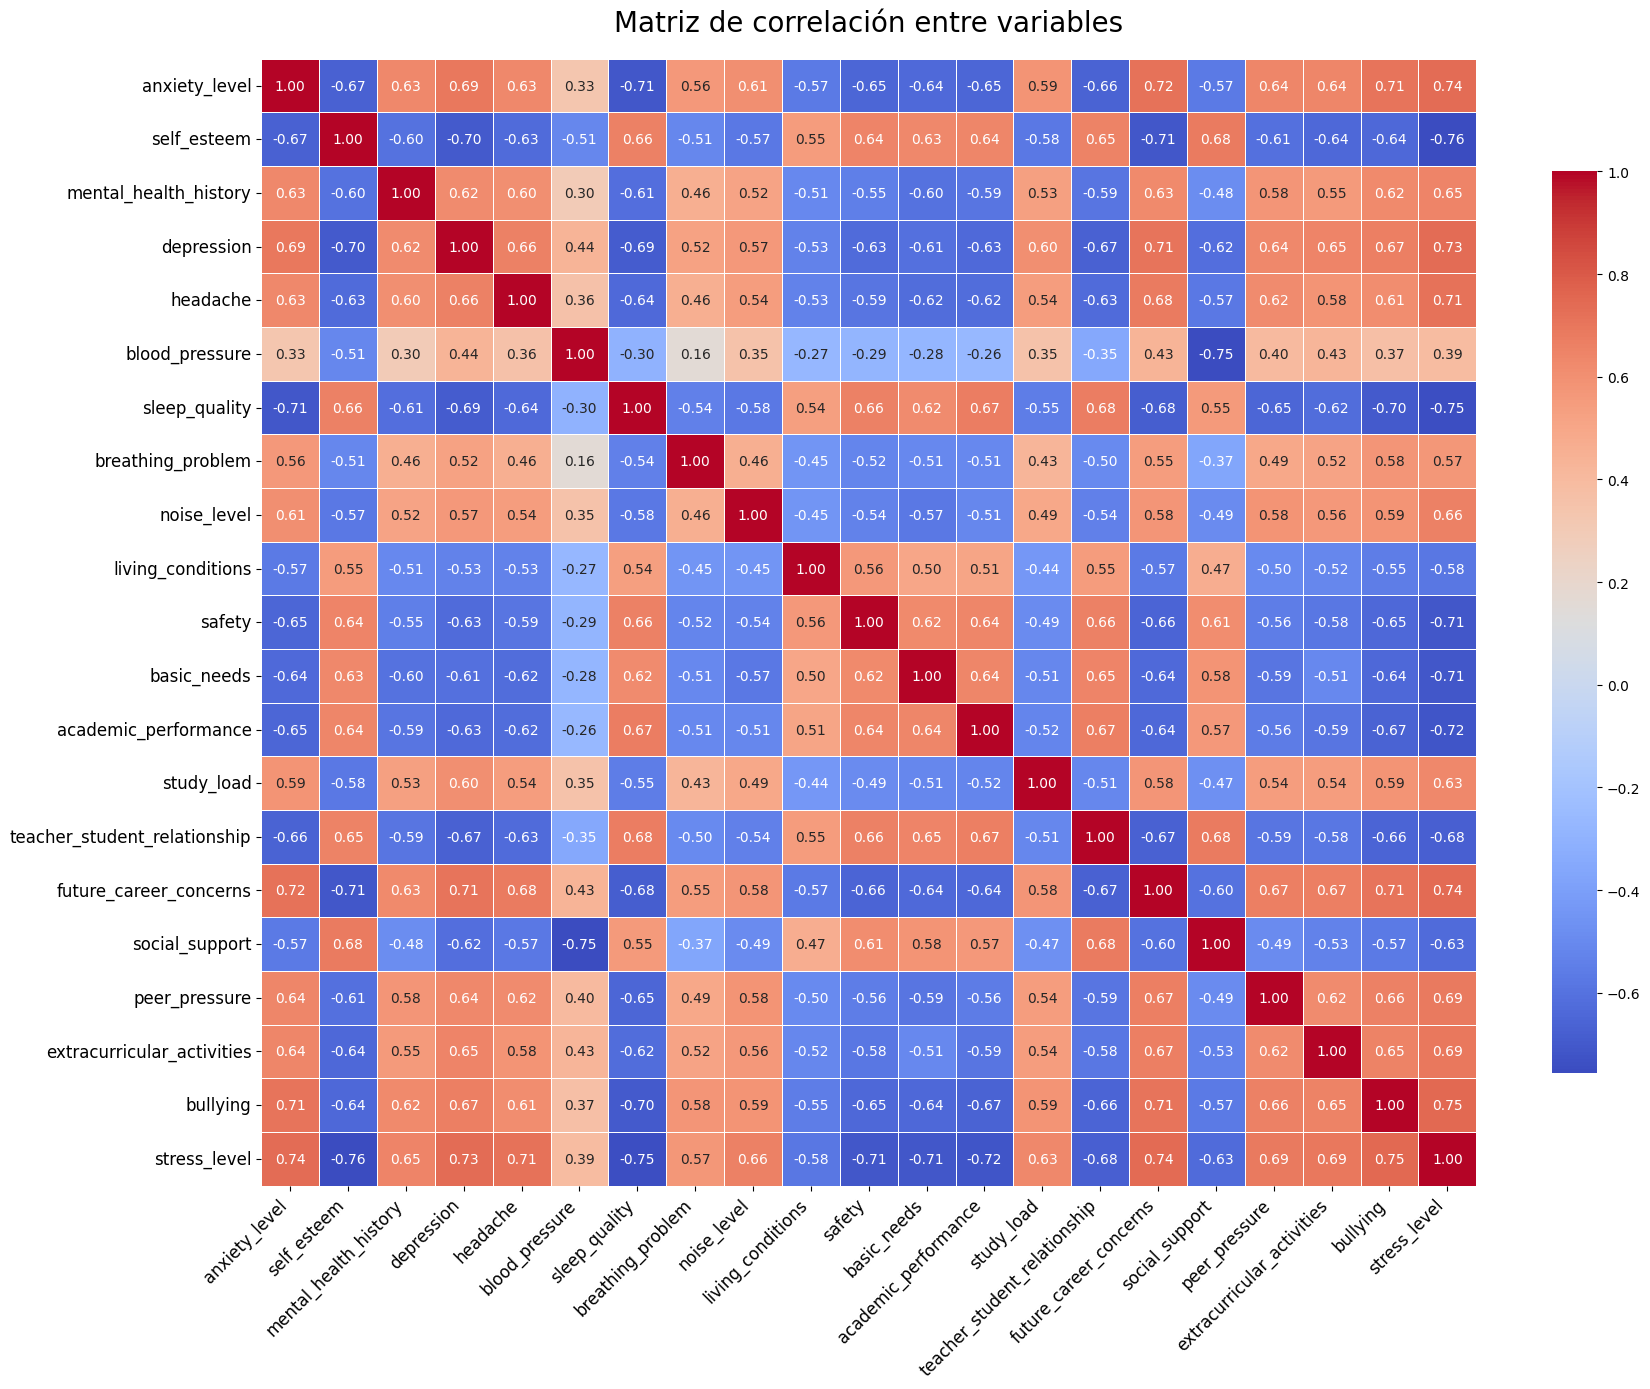 Matriz de correlación entre variables
anxiety_level 1.00 -0.67 0.63 0.69 0.63 0.33 -0.71 0.56 0.61 -0.57 -0.65 -0.64 -0.65 0.59 -0.66 0.72 -0.57 0.64 0.64 0.71 0.74
self_esteem -0.67 1.00 -0.60 -0.70 -0.63 -0.51 0.66 -0.51 -0.57 0.55 0.64 0.63 0.64 -0.58 0.65 -0.71 0.68 -0.61 -0.64 -0.64 -0.76
mental_health_history 0.63 -0.60 1.00 0.62 0.60 0.30 -0.61 0.46 0.52 -0.51 -0.55 -0.60 -0.59 0.53 -0.59 0.63 -0.48 0.58 0.55 0.62 0.65
depression 0.69 -0.70 0.62 1.00 0.66 0.44 -0.69 0.52 0.57 -0.53 -0.63 -0.61 -0.63 0.60 -0.67 0.71 -0.62 0.64 0.65 0.67 0.73
headache 0.63 -0.63 0.60 0.66 1.00 0.36 -0.64 0.46 0.54 -0.53 -0.59 -0.62 -0.62 0.54 -0.63 0.68 -0.57 0.62 0.58 0.61 0.71
blood_pressure 0.33 -0.51 0.30 0.44 0.36 1.00 -0.30 0.16 0.35 -0.27 -0.29 -0.28 -0.26 0.35 -0.35 0.43 -0.75 0.40 0.43 0.37 0.39
sleep_quality -0.71 0.66 -0.61 -0.69 -0.64 -0.30 1.00 -0.54 -0.58 0.54 0.66 0.62 0.67 -0.55 0.68 -0.68 0.55 -0.65 -0.62 -0.70 -0.75
breathing_problem 0.56 -0.51 0.46 0.52 0.46 0.16 -0.54 1.00 0.46 -0.45 -0.52 -0.51 -0.51 0.43 -0.50 0.55 -0.37 0.49 0.52 0.58 0.57
noise_level 0.61 -0.57 0.52 0.57 0.54 0.35 -0.58 0.46 1.00 -0.45 -0.54 -0.57 -0.51 0.49 -0.54 0.58 -0.49 0.58 0.56 0.59 0.66
living_conditions -0.57 0.55 -0.51 -0.53 -0.53 -0.27 0.54 -0.45 -0.45 1.00 0.56 0.50 0.51 -0.44 0.55 -0.57 0.47 -0.50 -0.52 -0.55 -0.58
safety -0.65 0.64 -0.55 -0.63 -0.59 -0.29 0.66 -0.52 -0.54 0.56 1.00 0.62 0.64 -0.49 0.66 -0.66 0.61 -0.56 -0.58 -0.65 -0.71
basic_needs -0.64 0.63 -0.60 -0.61 -0.62 -0.28 0.62 -0.51 -0.57 0.50 0.62 1.00 0.64 -0.51 0.65 -0.64 0.58 -0.59 -0.51 -0.64 -0.71
academic_performance -0.65 0.64 -0.59 -0.63 -0.62 -0.26 0.67 -0.51 -0.51 0.51 0.64 0.64 1.00 -0.52 0.67 -0.64 0.57 -0.56 -0.59 -0.67 -0.72
study_load 0.59 -0.58 0.53 0.60 0.54 0.35 -0.55 0.43 0.49 -0.44 -0.49 -0.51 -0.52 1.00 -0.51 0.58 -0.47 0.54 0.54 0.59 0.63
teacher_student_relationship -0.66 0.65 -0.59 -0.67 -0.63 -0.35 0.68 -0.50 -0.54 0.55 0.66 0.65 0.67 -0.51 1.00 -0.67 0.68 -0.59 -0.58 -0.66 -0.68
future_career_concerns 0.72 -0.71 0.63 0.71 0.68 0.43 -0.68 0.55 0.58 -0.57 -0.66 -0.64 -0.64 0.58 -0.67 1.00 -0.60 0.67 0.67 0.71 0.74
social_support -0.57 0.68 -0.48 -0.62 -0.57 -0.75 0.55 -0.37 -0.49 0.47 0.61 0.58 0.57 -0.47 0.68 -0.60 1.00 -0.49 -0.53 -0.57 -0.63
peer_pressure 0.64 -0.61 0.58 0.64 0.62 0.40 -0.65 0.49 0.58 -0.50 -0.56 -0.59 -0.56 0.54 -0.59 0.67 -0.49 1.00 0.62 0.66 0.69
extracurricular_activities 0.64 -0.64 0.55 0.65 0.58 0.43 -0.62 0.52 0.56 -0.52 -0.58 -0.51 -0.59 0.54 -0.58 0.67 -0.53 0.62 1.00 0.65 0.69
bullying 0.71 -0.64 0.62 0.67 0.61 0.37 -0.70 0.58 0.59 -0.55 -0.65 -0.64 -0.67 0.59 -0.66 0.71 -0.57 0.66 0.65 1.00 0.75
stress_level 0.74 -0.76 0.65 0.73 0.71 0.39 -0.75 0.57 0.66 -0.58 -0.71 -0.71 -0.72 0.63 -0.68 0.74 -0.63 0.69 0.69 0.75 1.00
anxiety_level
self_esteem
mental_health_history
depression
headache
blood_pressure
sleep_quality
breathing_problem
noise_level
living_conditions
safety
basic_needs
academic_performance
study_load
teacher_student_relationship
future_career_concerns
social_support
peer_pressure
extracurricular_activities
bullying
stress_level
1.0
0.8
0.6
0.4
0.2
0.0
−0.2
−0.4
−0.6